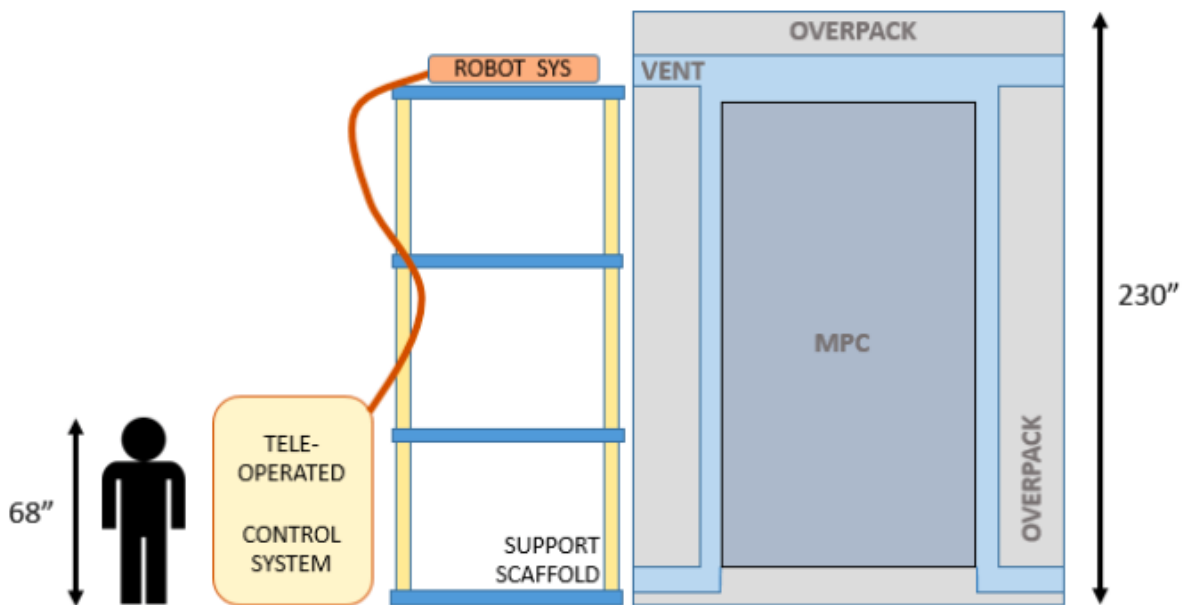 OVERPACK
ROBOT SYS
VENT
230”
MPC
OVERPACK
TELE-
OPERATED
CONTROL
SYSTEM
68”
SUPPORT
SCAFFOLD